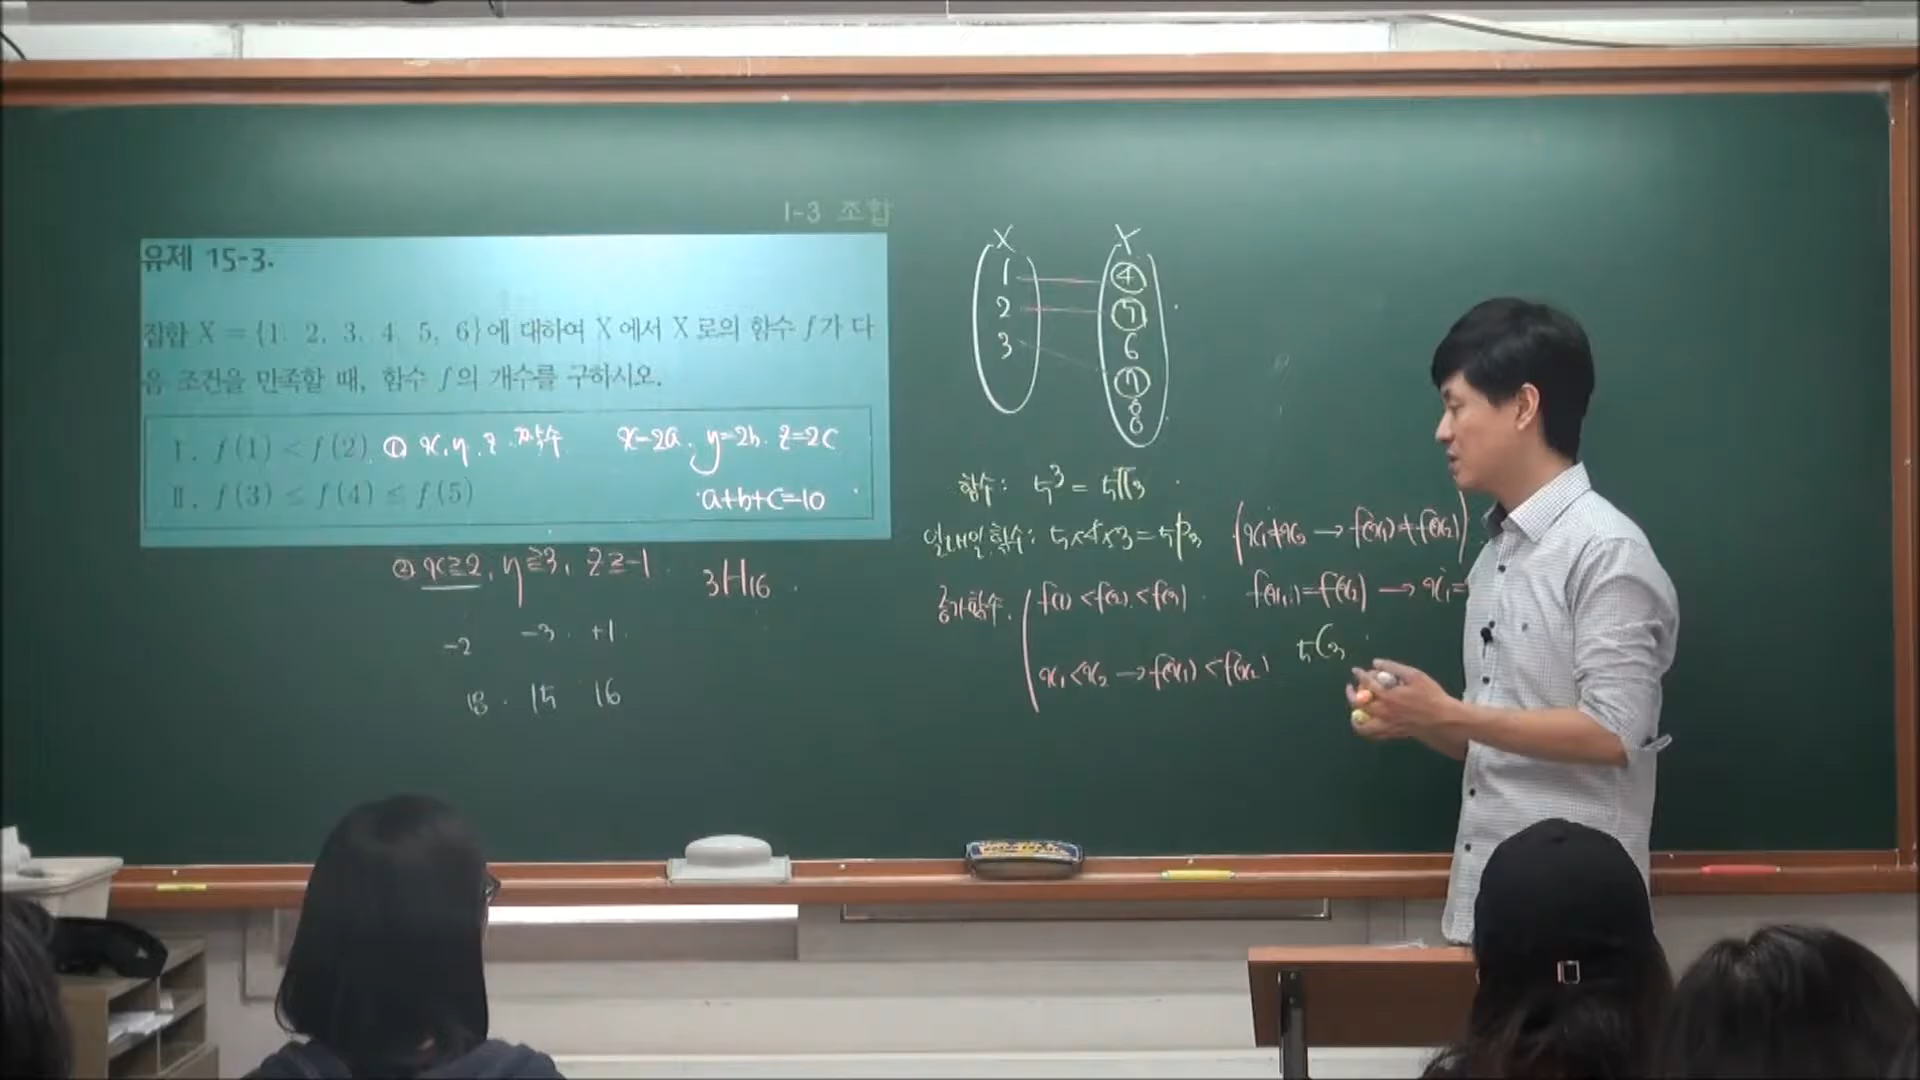 1-3 조합
유제 15-3.
집합 X = {1, 2, 3, 4, 5, 6}에 대하여 X에서 X로의 함수 f가 다
음 조건을 만족할 때, 함수 f의 개수를 구하시오.
Ⅰ. f(1) < f(2)
Ⅱ. f(3) ≤ f(4) ≤ f(5)
① x, y, z 짝수 x=2a. y=2b. z=2c
a+b+c=10
② x≥2, y≥3, z≥-1 3H16
-2 -3 +1
13 15 16
X Y
1 4
2 5
3 6
7
8
함수: 5³ = 5Π3
일대일 함수: 5×4×3 = 5P3
(x₁≠x₂ → f(x₁)≠f(x₂))
f(x₁)=f(x₂) → x₁=
증가함수. f(1)<f(2)<f(3)
x₁<x₂ → f(x₁)<f(x₂) 5C3